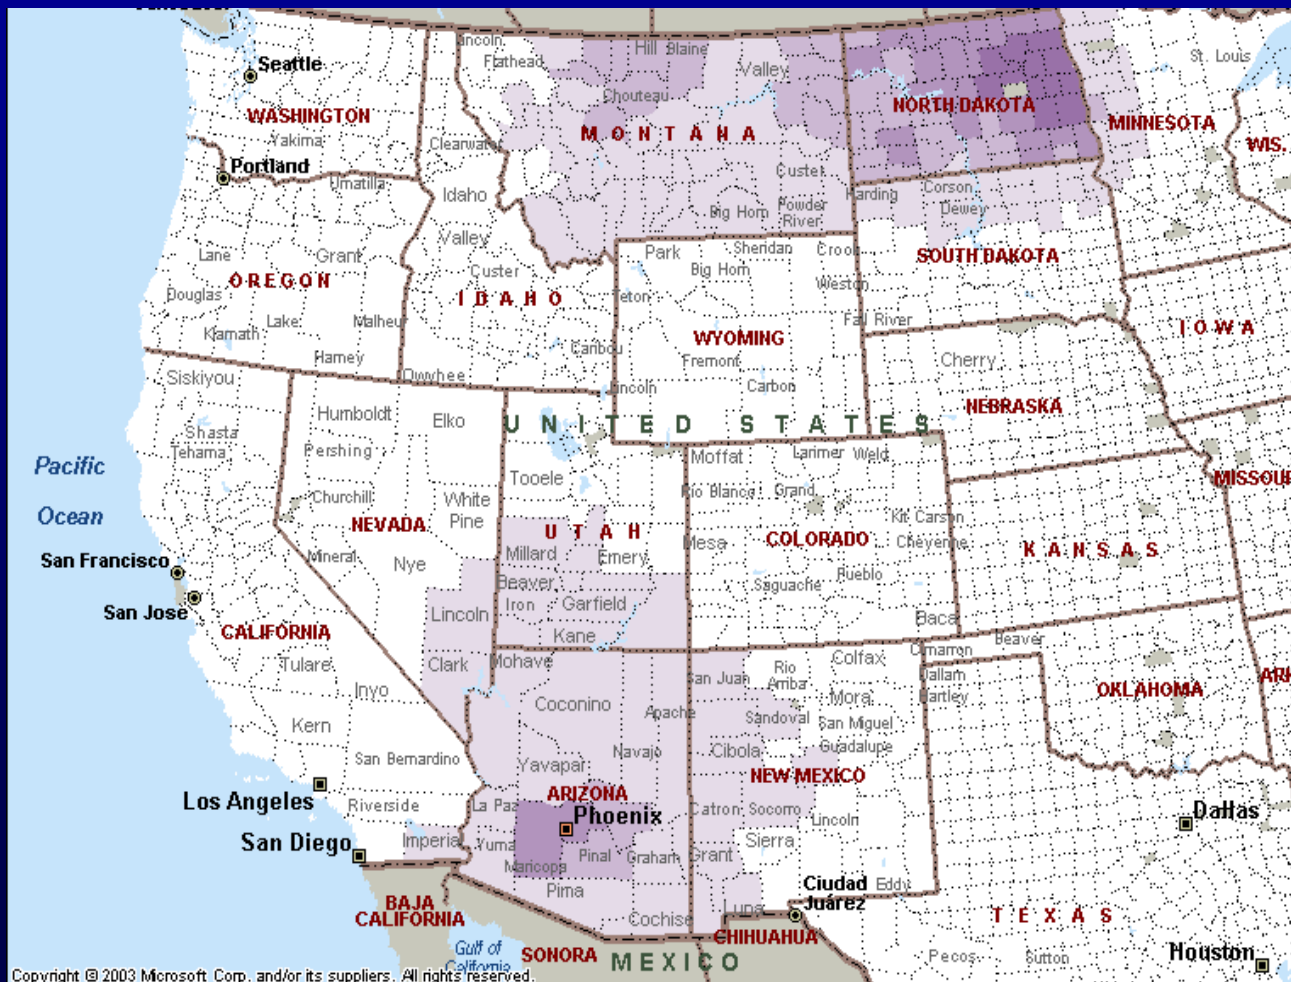 Lincoln
Hill
Blaine
Flathead
Valley
St. Louis
Seattle
Chouteau
NORTH DAKOTA
WASHINGTON
MONTANA
MINNESOTA
Yakima
Clearwater
WIS.
Portland
Umatilla
Custer
Idaho
Harding
Corson
Big Horn
Powder
River
Dewey
Valley
Lane
Grant
Park
Sheridan
Crook
SOUTH DAKOTA
Custer
Big Horn
OREGON
IDAHO
Teton
Weston
Douglas
Lake
Malheur
Fall River
IOWA
Klamath
WYOMING
Harney
Caribou
Fremont
Cherry
Siskiyou
Owyhee
Lincoln
Carbon
NEBRASKA
Humboldt
Elko
UNITED STATES
Shasta
Tehama
Pershing
Moffat
Larimer
Weld
Pacific
Ocean
Tooele
MISSOUR
Churchill
White
Pine
Rio Blanco
Grand
NEVADA
UTAH
Kit Carson
COLORADO
Cheyenne
KANSAS
San Francisco
Mineral
Nye
Millard
Emery
Mesa
Beaver
Saguache
Pueblo
San Jose
Lincoln
Iron
Garfield
Baca
CALIFORNIA
Kane
Beaver
Cimarron
Tulare
Clark
Mohave
San Juan
Rio
Arriba
Colfax
Dallam
ARK
Inyo
Hartley
OKLAHOMA
Coconino
Apache
Mora
Sandoval
San Miguel
Kern
Navajo
Cibola
Guadalupe
San Bernardino
Yavapai
NEW MEXICO
Los Angeles
Riverside
La Paz
ARIZONA
Phoenix
Catron
Socorro
Lincoln
Dallas
San Diego
Imperial
Yuma
Maricopa
Pinal
Graham
Grant
Sierra
Pima
Ciudad
Juárez
Eddy
BAJA
CALIFORNIA
Cochise
Luna
TEXAS
Gulf of
California
SONORA
CHIHUAHUA
MEXICO
Pecos
Sutton
Houston
Copyright © 2003 Microsoft Corp. and/or its suppliers. All rights reserved.